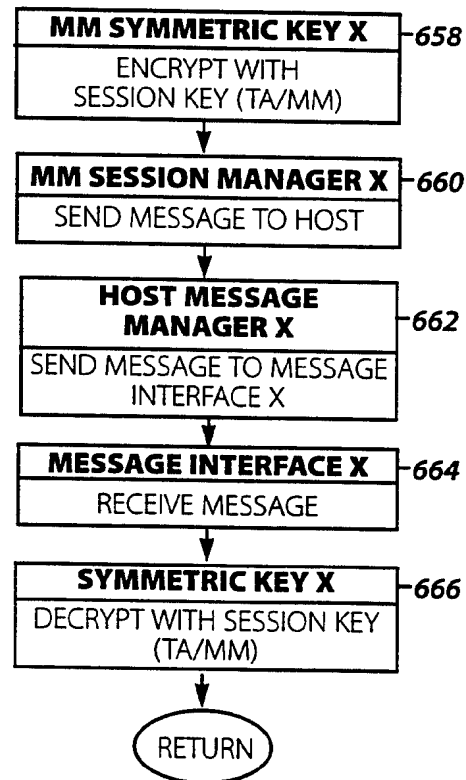 MM SYMMETRIC KEY X
658
ENCRYPT WITH
SESSION KEY (TA/MM)
MM SESSION MANAGER X
660
SEND MESSAGE TO HOST
HOST MESSAGE
MANAGER X
662
SEND MESSAGE TO MESSAGE
INTERFACE X
MESSAGE INTERFACE X
664
RECEIVE MESSAGE
SYMMETRIC KEY X
666
DECRYPT WITH SESSION KEY
(TA/MM)
RETURN